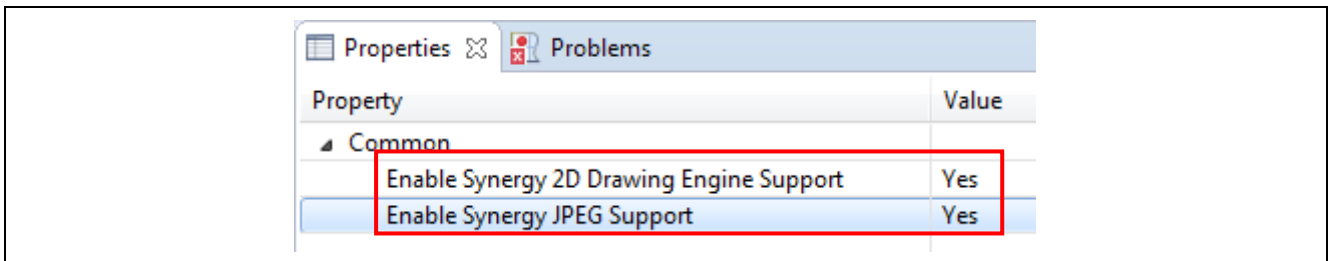 Properties Problems
Property Value
Common
Enable Synergy 2D Drawing Engine Support Yes
Enable Synergy JPEG Support Yes